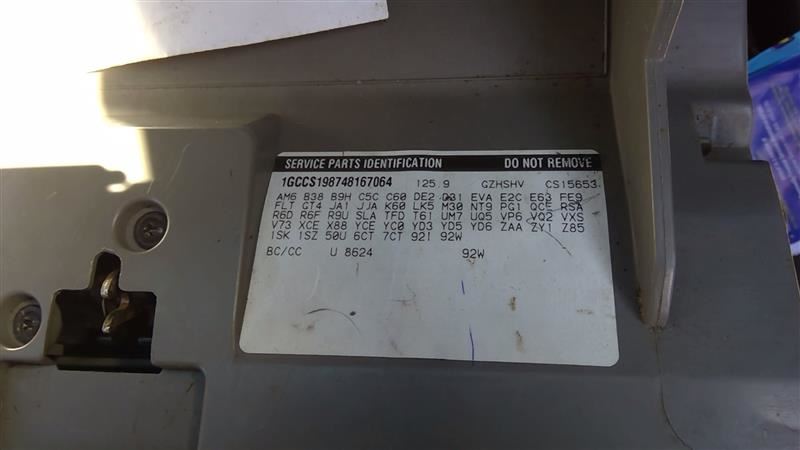 SERVICE PARTS IDENTIFICATION DO NOT REMOVE
1GCCS198748167064 125.9 GZHSHV CS15653
AM6 B38 B9H C5C C60 DE2 D31 EVA E2C E63 FE9
FLT GT4 JA1 JJA K60 LK5 M30 NT9 PG1 QCE RSA
R6D R6F R9U SLA TFD T61 UM7 UQ5 VP6 VQ2 VXS
V73 XCE X88 YCE YC0 YD3 YD5 YD6 ZAA ZY1 Z85
1SK 1SZ 50U 6CT 7CT 92I 92W
BC/CC U 8624 92W